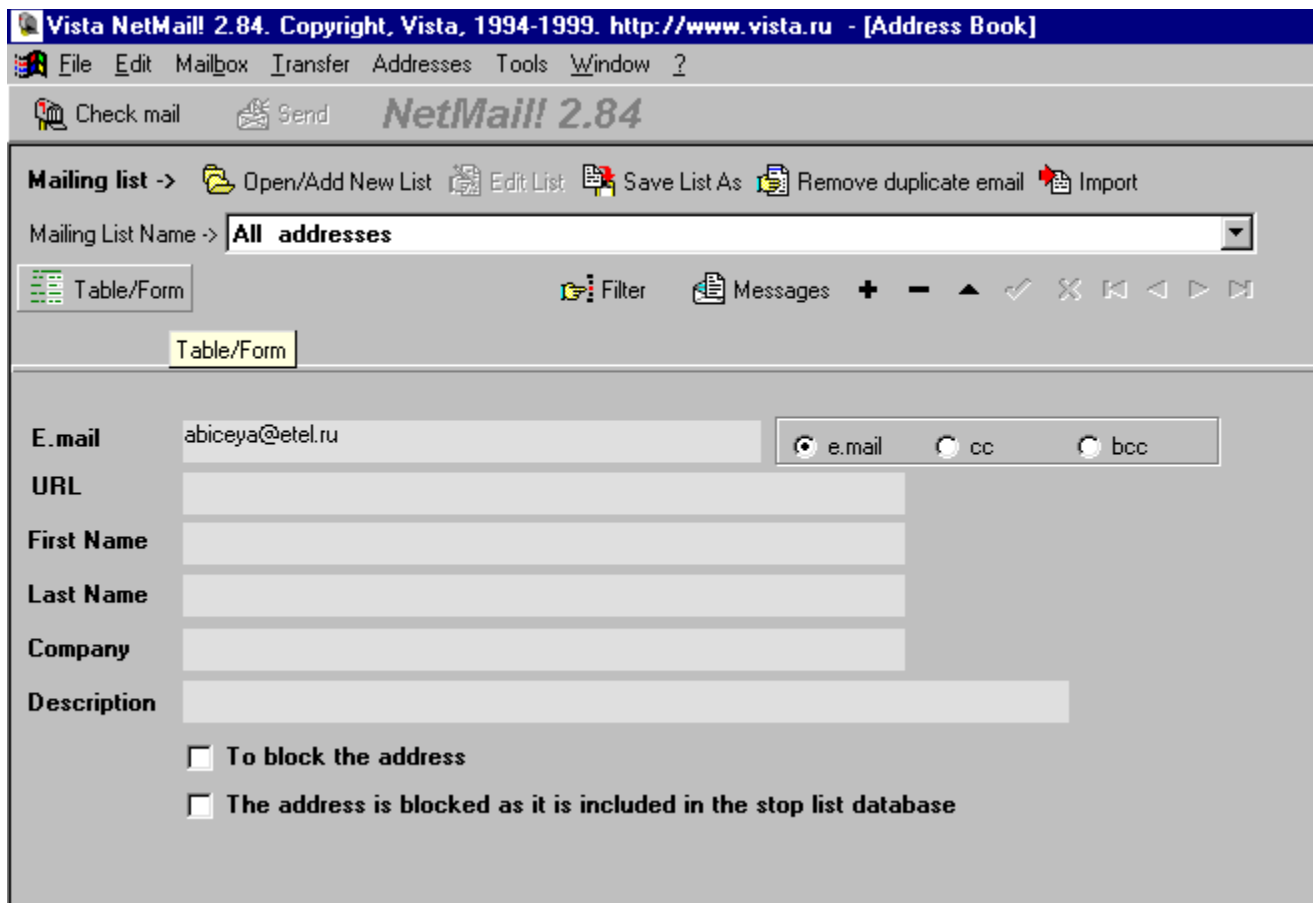 Vista NetMail! 2.84. Copyright, Vista, 1994-1999. http://www.vista.ru - [Address Book]
File Edit Mailbox Transfer Addresses Tools Window ?
Check mail Send NetMail! 2.84
Mailing list -> Open/Add New List Edit List Save List As Remove duplicate email Import
Mailing List Name -> All addresses
Table/Form Filter Messages
Table/Form
E.mail abiceya@etel.ru e.mail cc bcc
URL
First Name
Last Name
Company
Description
To block the address
The address is blocked as it is included in the stop list database